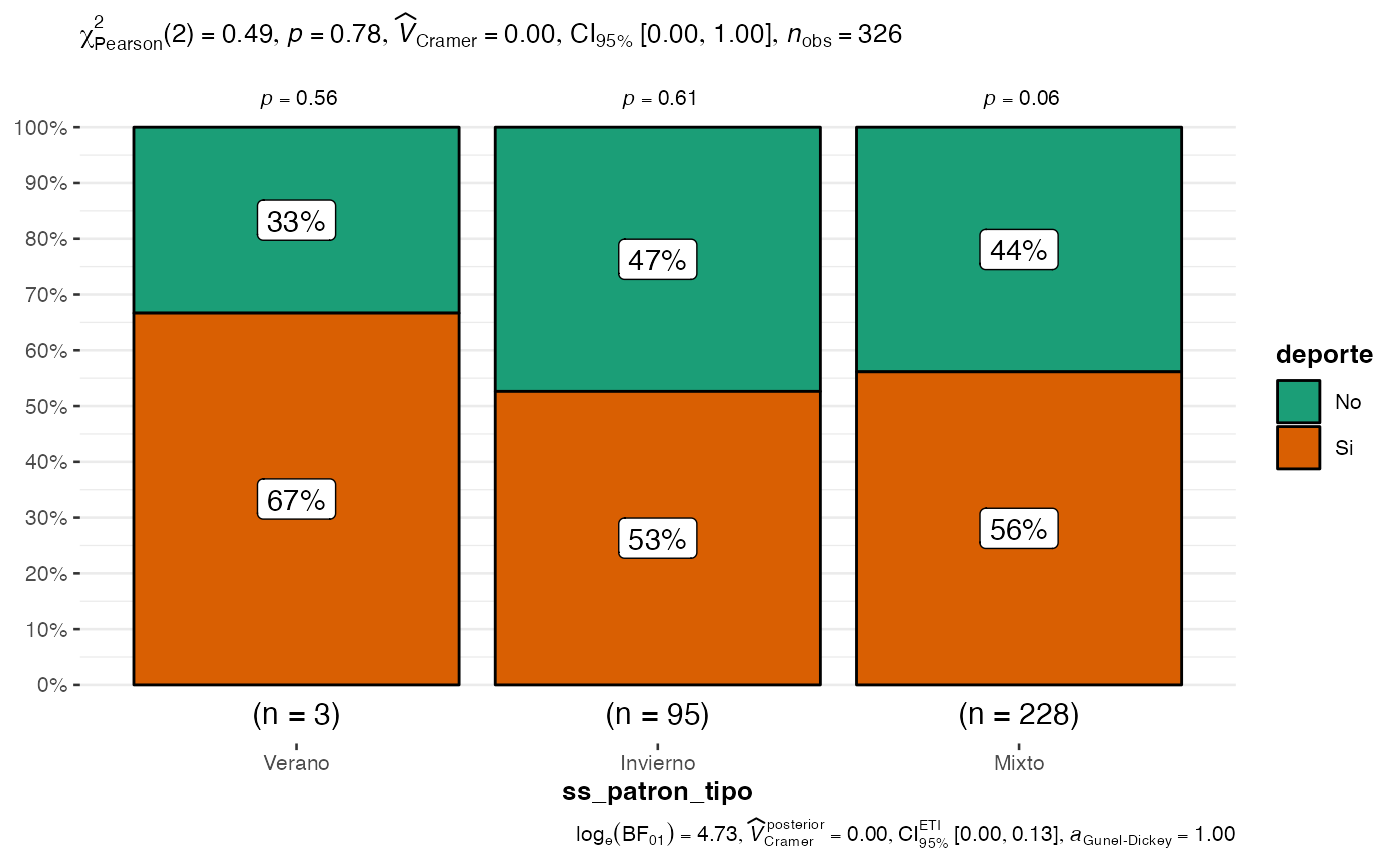 χ²Pearson(2) = 0.49, p = 0.78, V̂Cramer = 0.00, CI95% [0.00, 1.00], nobs = 326
p = 0.56 p = 0.61 p = 0.06
100%
90%
80%
70%
60%
50%
40%
30%
20%
10%
0%
33% 47% 44%
67% 53% 56%
(n = 3) (n = 95) (n = 228)
Verano Invierno Mixto
ss_patron_tipo
deporte
No
Si
loge(BF01) = 4.73, V̂Cramer posterior = 0.00, CI95% ETI [0.00, 0.13], aGunel-Dickey = 1.00